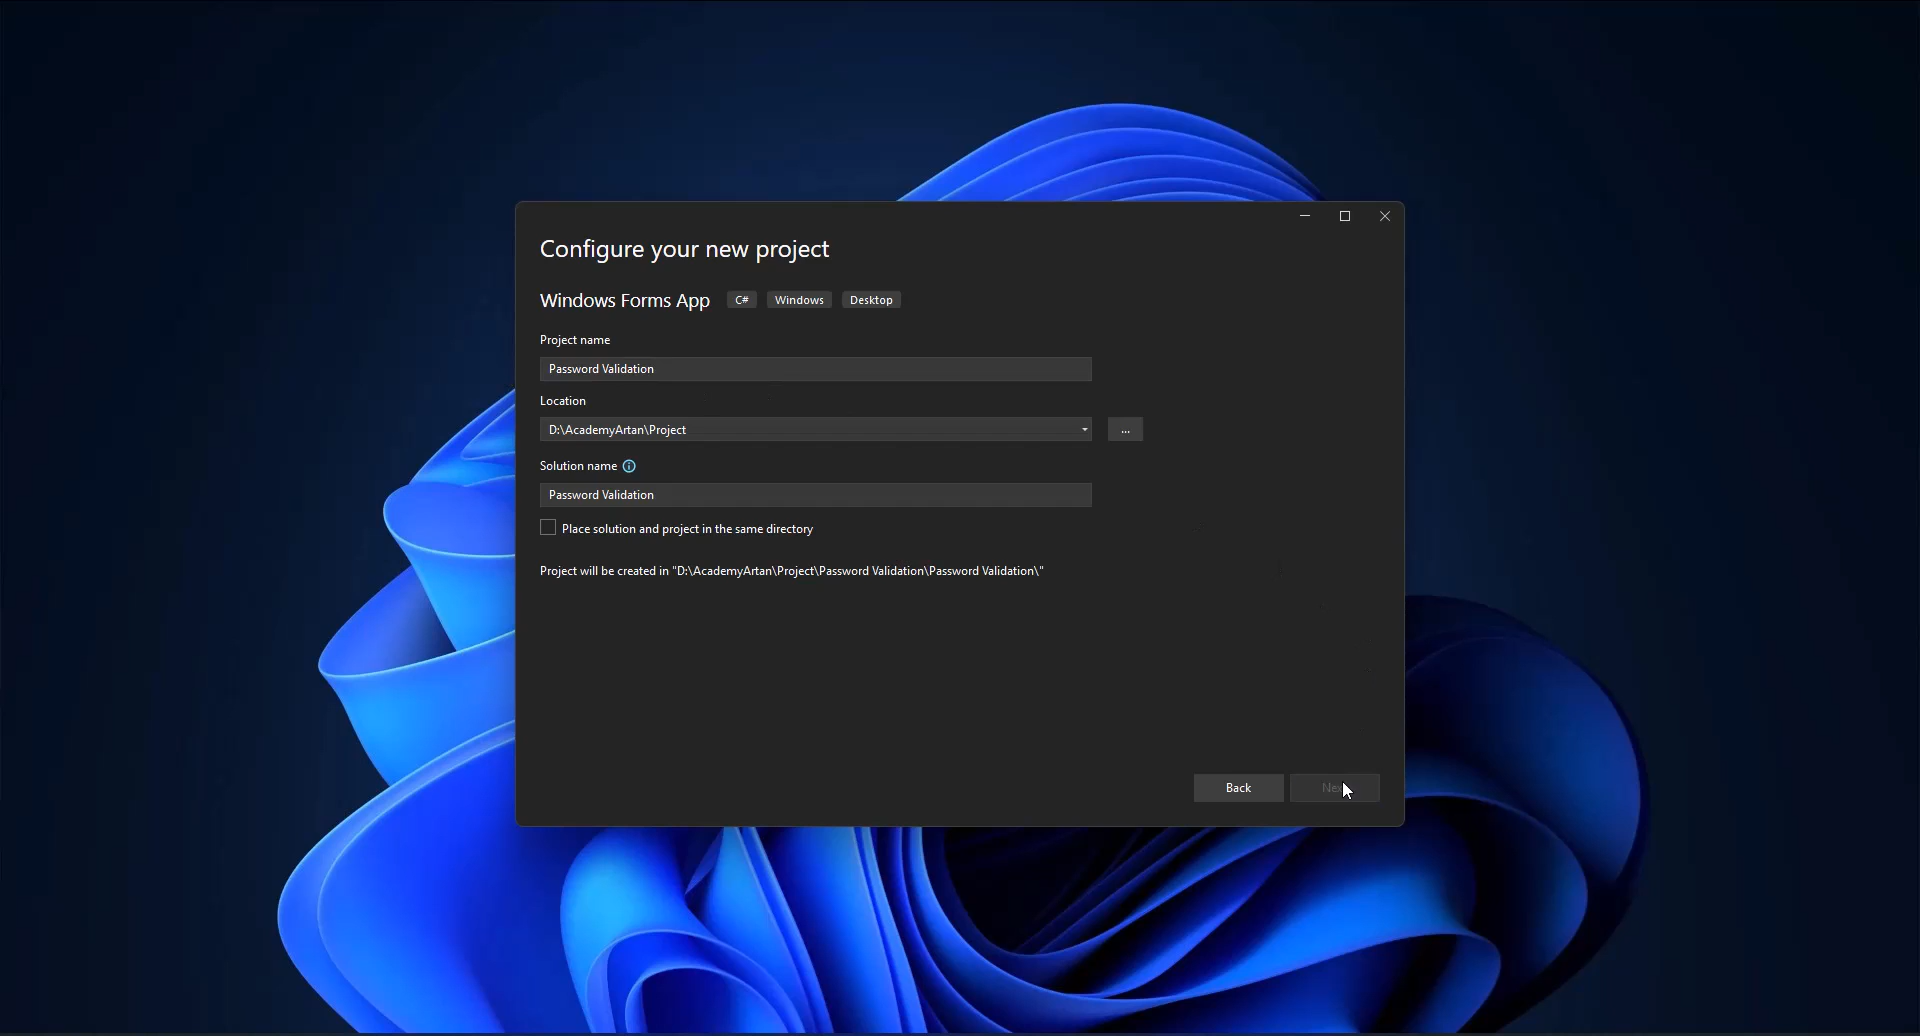 Configure your new project
Windows Forms App C# Windows Desktop
Project name
Password Validation
Location
D:\AcademyArtan\Project ...
Solution name
Password Validation
Place solution and project in the same directory
Project will be created in "D:\AcademyArtan\Project\Password Validation\Password Validation\"
Back